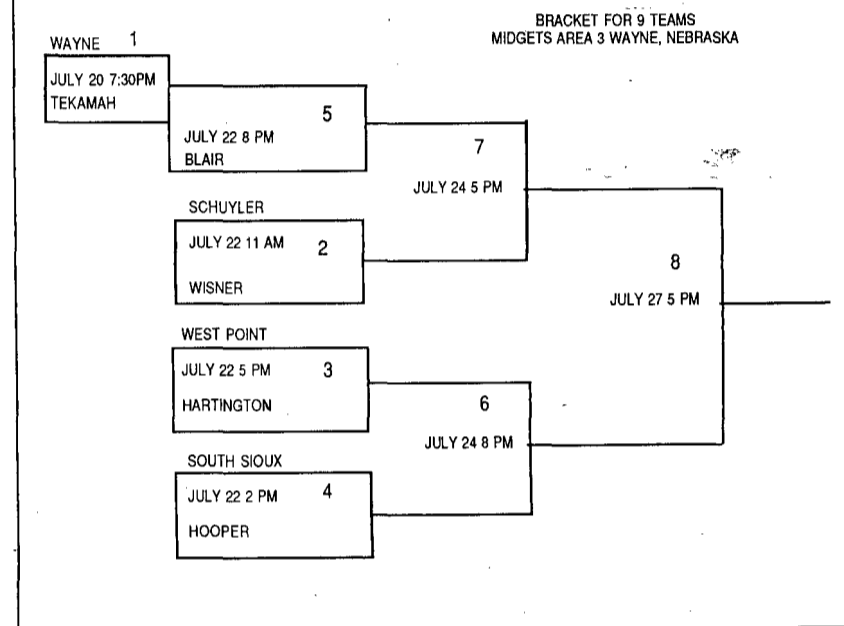 BRACKET FOR 9 TEAMS
MIDGETS AREA 3 WAYNE, NEBRASKA
WAYNE 1
JULY 20 7:30PM
TEKAMAH
5
JULY 22 8 PM
BLAIR
7
JULY 24 5 PM
SCHUYLER
JULY 22 11 AM 2
WISNER
8
JULY 27 5 PM
WEST POINT
JULY 22 5 PM 3
HARTINGTON
6
JULY 24 8 PM
SOUTH SIOUX
JULY 22 2 PM 4
HOOPER